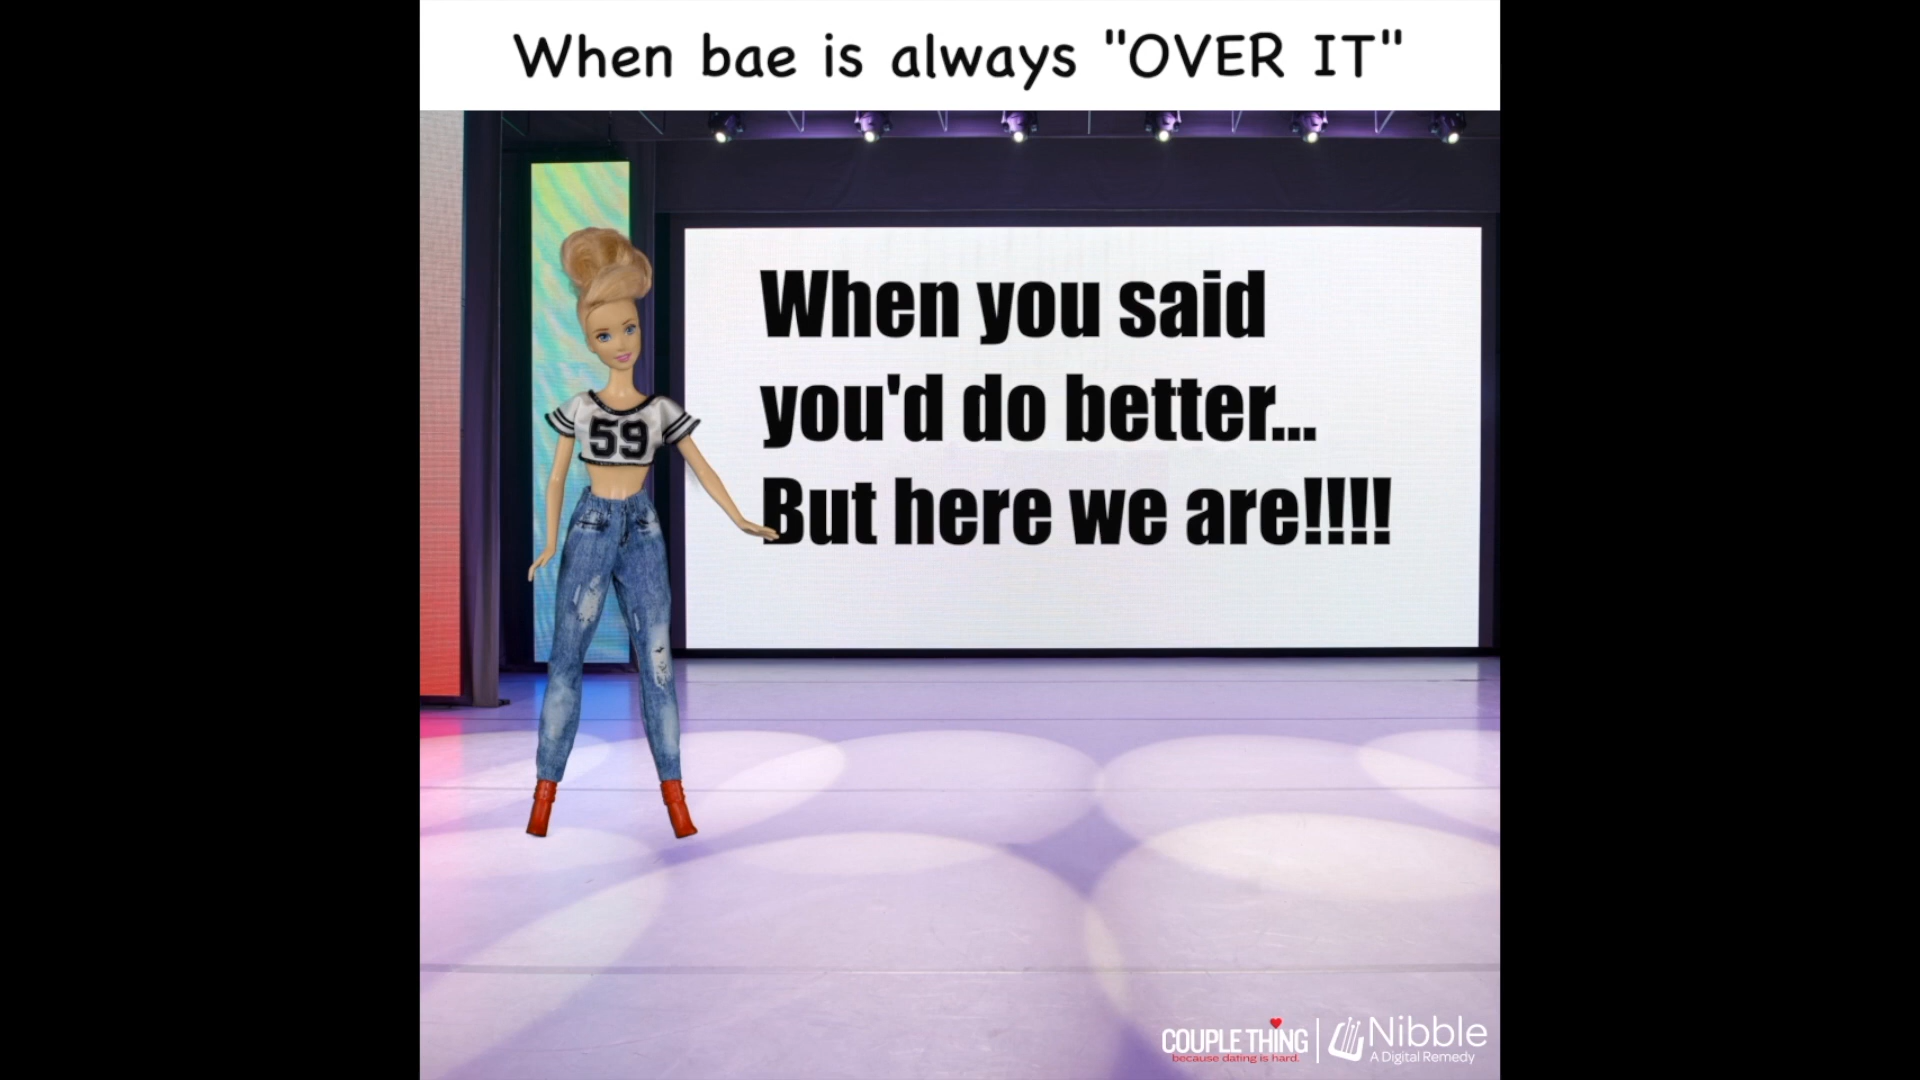 When bae is always "OVER IT"
When you said
you'd do better...
But here we are!!!!
59
COUPLE THING
because dating is hard.
Nibble
A Digital Remedy